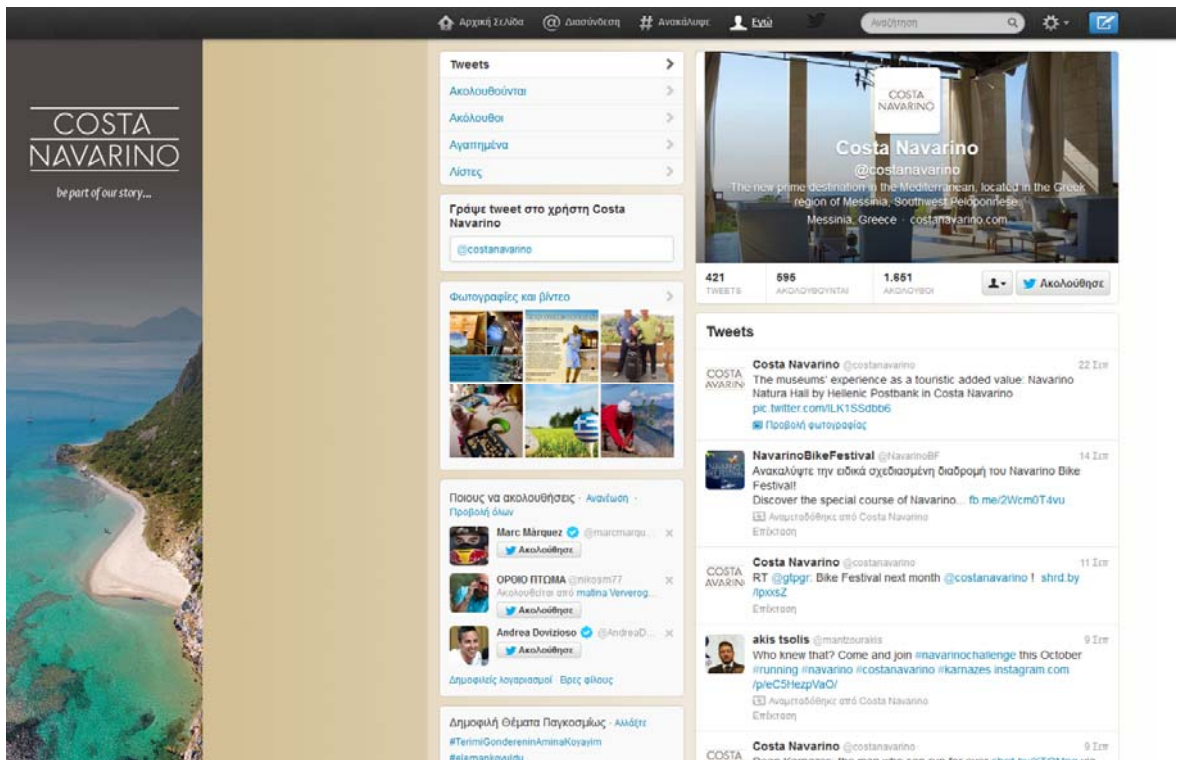 Αρχική Σελίδα
@ Διασύνδεση
# Ανακάλυψε
Εγώ
Αναζήτηση
COSTA
NAVARINO
be part of our story...
Tweets
Ακολουθούνται
Ακόλουθοι
Αγαπημένα
Λίστες
Γράψε tweet στο χρήστη Costa
Navarino
@costanavarino
Φωτογραφίες και βίντεο
Ποιους να ακολουθήσεις · Ανανέωση ·
Προβολή όλων
Marc Márquez @marcmarqu...
Ακολούθησε
ΟΡΘΙΟ ΠΤΩΜΑ @nikosm77
Ακολουθείται από matina Ververog...
Ακολούθησε
Andrea Dovizioso @AndreaD...
Ακολούθησε
Δημοφιλείς λογαριασμοί · Βρες φίλους
Δημοφιλή Θέματα Παγκοσμίως · Αλλάξτε
#TerimiGondereninAminaKoyayim
COSTA
NAVARINO
Costa Navarino
@costanavarino
The new prime destination in the Mediterranean, located in the Greek
region of Messinia, Southwest Peloponnese.
Messinia, Greece · costanavarino.com
421
TWEETS
595
ΑΚΟΛΟΥΘΟΥΝΤΑΙ
1.651
ΑΚΟΛΟΥΘΟΙ
Ακολούθησε
Tweets
COSTA
AVARIN
Costa Navarino @costanavarino 22 Σεπ
The museums' experience as a touristic added value: Navarino
Natura Hall by Hellenic Postbank in Costa Navarino
pic.twitter.com/lLK1SSdbb6
Προβολή φωτογραφίας
NavarinoBikeFestival @NavarinoBF 14 Σεπ
Ανακαλύψτε την ειδικά σχεδιασμένη διαδρομή του Navarino Bike
Festival!
Discover the special course of Navarino... fb.me/2Wcm0T4vu
Αναμεταδόθηκε από Costa Navarino
Επέκταση
COSTA
AVARIN
Costa Navarino @costanavarino 11 Σεπ
RT @gtpgr: Bike Festival next month @costanavarino ! shrd.by
/lpxxsZ
Επέκταση
akis tsolis @mantzourakis 9 Σεπ
Who knew that? Come and join #navarinochallenge this October
#running #navarino #costanavarino #karnazes instagram.com
/p/eC5HezpVaO/
Αναμεταδόθηκε από Costa Navarino
Επέκταση
COSTA
Costa Navarino @costanavarino 9 Σεπ